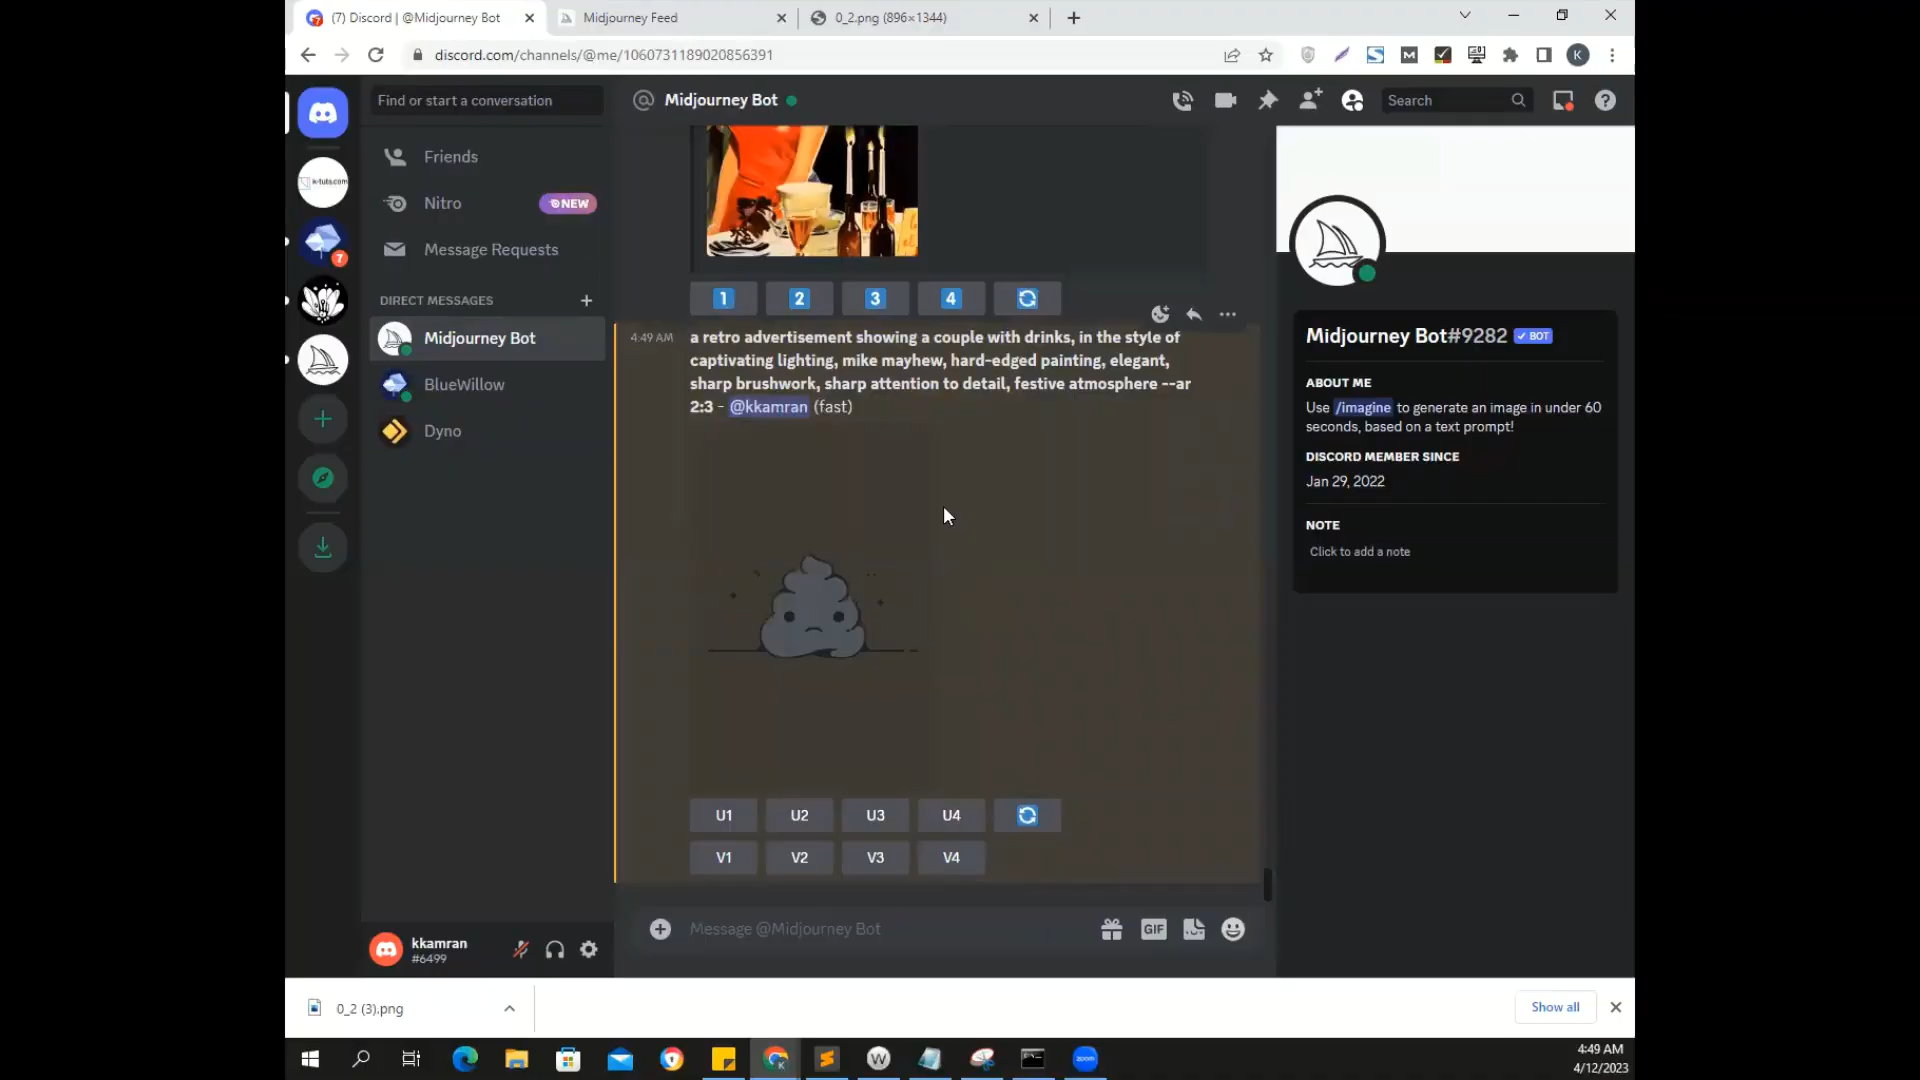 (7) Discord | @Midjourney Bot
Midjourney Feed
0_2.png (896×1344)
discord.com/channels/@me/1060731189020856391
K
Find or start a conversation
Midjourney Bot
Search
Friends
Nitro
NEW
Message Requests
DIRECT MESSAGES
Midjourney Bot
BlueWillow
Dyno
7
1
2
3
4
4:49 AM
a retro advertisement showing a couple with drinks, in the style of
captivating lighting, mike mayhew, hard-edged painting, elegant,
sharp brushwork, sharp attention to detail, festive atmosphere --ar
2:3 - @kkamran (fast)
U1
U2
U3
U4
V1
V2
V3
V4
Message @Midjourney Bot
GIF
Midjourney Bot#9282
BOT
ABOUT ME
Use /imagine to generate an image in under 60
seconds, based on a text prompt!
DISCORD MEMBER SINCE
Jan 29, 2022
NOTE
Click to add a note
kkamran
#6499
0_2 (3).png
Show all
zoom
4:49 AM
4/12/2023